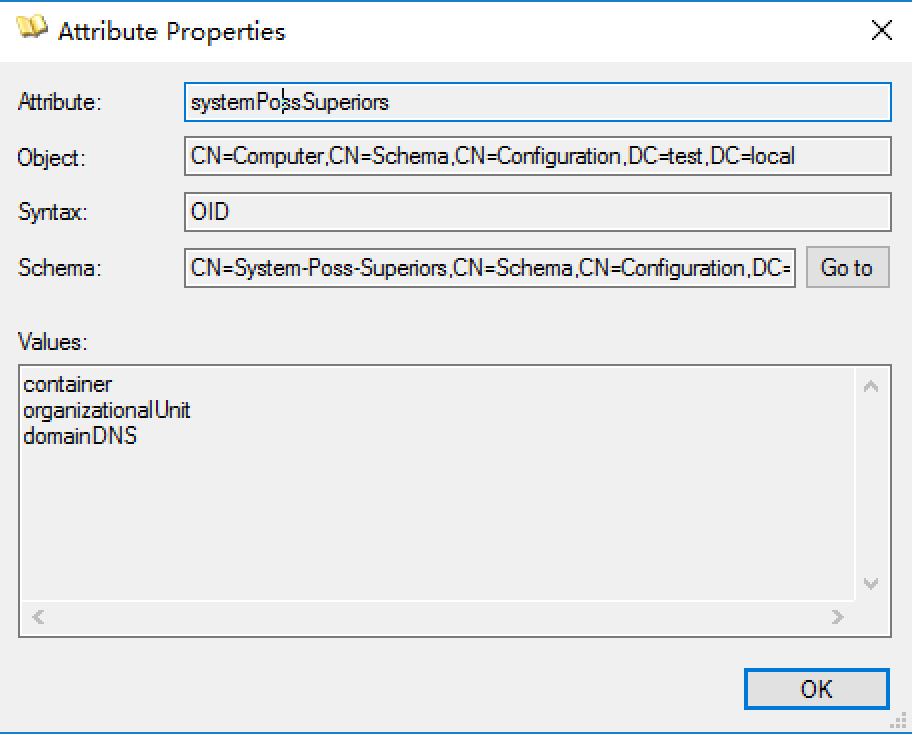 Attribute Properties
Attribute: systemPossSuperiors
Object: CN=Computer,CN=Schema,CN=Configuration,DC=test,DC=local
Syntax: OID
Schema: CN=System-Poss-Superiors,CN=Schema,CN=Configuration,DC= Go to
Values:
container
organizationalUnit
domainDNS
OK